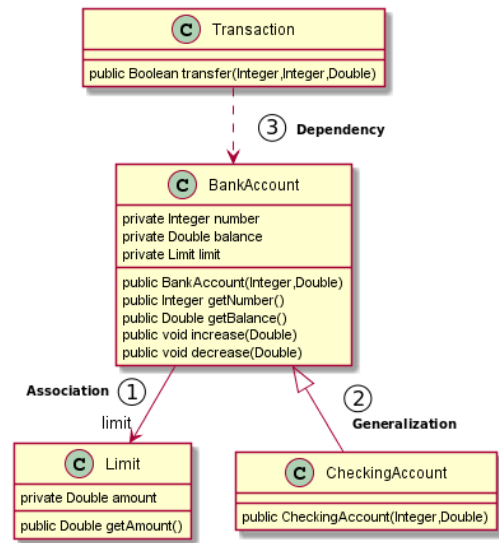 C Transaction
public Boolean transfer(Integer,Integer,Double)
3 Dependency
C BankAccount
private Integer number
private Double balance
private Limit limit
public BankAccount(Integer,Double)
public Integer getNumber()
public Double getBalance()
public void increase(Double)
public void decrease(Double)
Association 1
limit
2
Generalization
C Limit
private Double amount
public Double getAmount()
C CheckingAccount
public CheckingAccount(Integer,Double)